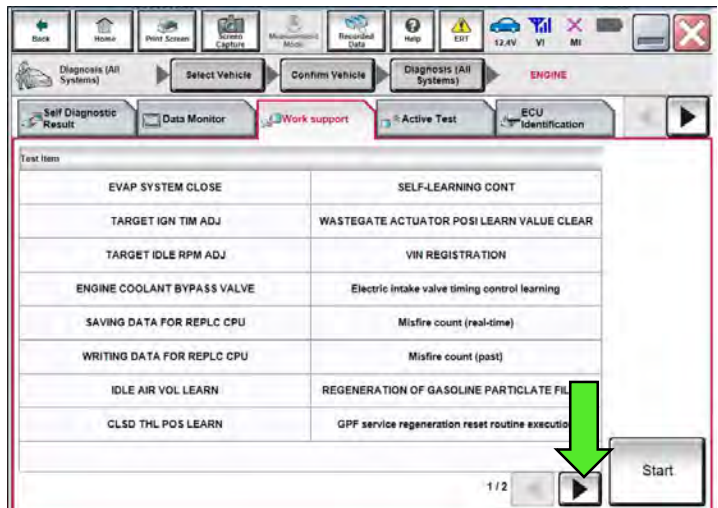 Back
Home
Print Screen
Screen Capture
Measurement Mode
Recorded Data
Help
ERT
12.4V
VI
MI
Diagnosis (All Systems)
Select Vehicle
Confirm Vehicle
Diagnosis (All Systems)
ENGINE
Self Diagnostic Result
Data Monitor
Work support
Active Test
ECU Identification
Test Item
EVAP SYSTEM CLOSE
SELF-LEARNING CONT
TARGET IGN TIM ADJ
WASTEGATE ACTUATOR POSI LEARN VALUE CLEAR
TARGET IDLE RPM ADJ
VIN REGISTRATION
ENGINE COOLANT BYPASS VALVE
Electric intake valve timing control learning
SAVING DATA FOR REPLC CPU
Misfire count (real-time)
WRITING DATA FOR REPLC CPU
Misfire count (past)
IDLE AIR VOL LEARN
REGENERATION OF GASOLINE PARTICLATE
CLSD THL POS LEARN
GPF service regeneration reset routine
1/2
Start